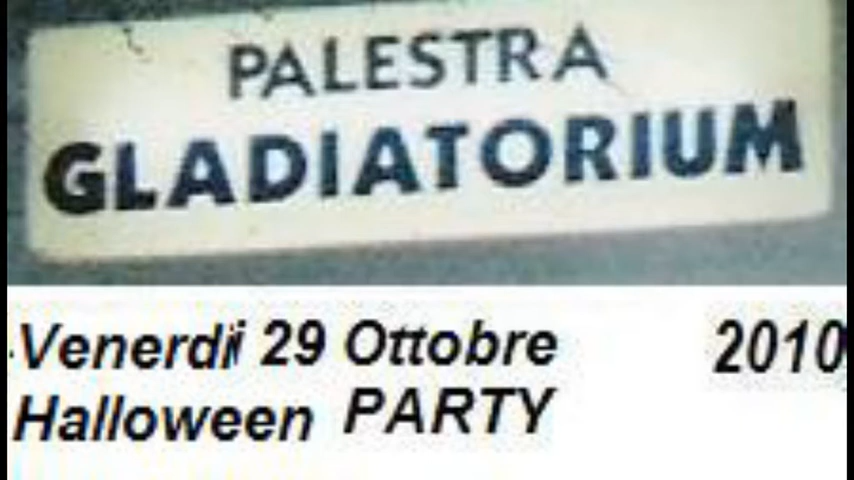 PALESTRA
GLADIATORIUM
Venerdì 29 Ottobre 2010
Halloween PARTY